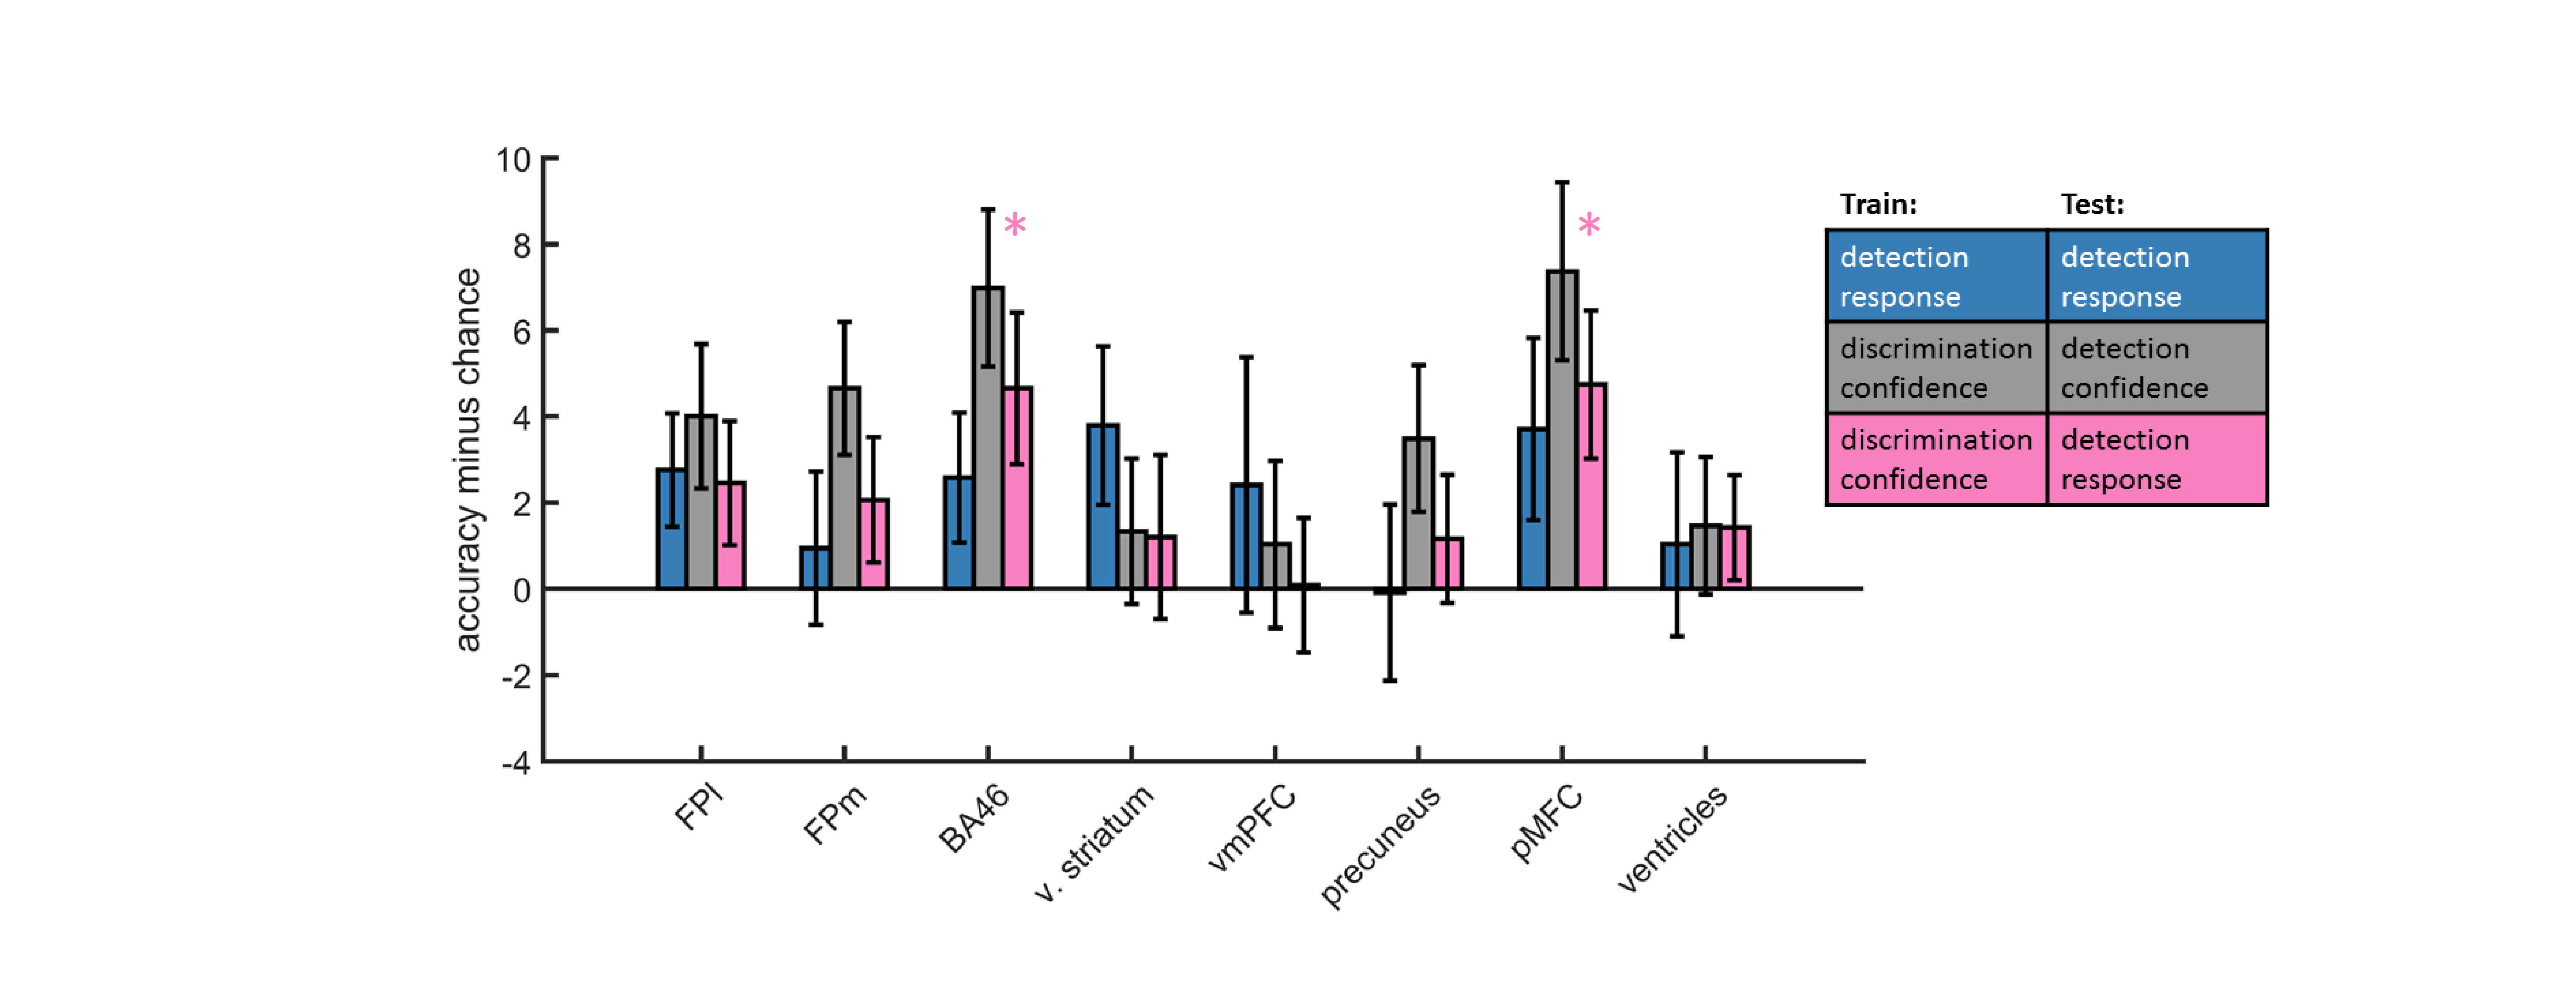 accuracy minus chance
10
8
6
4
2
0
-2
-4
FPl
FPm
BA46
v. striatum
vmPFC
precuneus
pMFC
ventricles
*
*
Train: Test:
detection detection
response response
discrimination detection
confidence confidence
discrimination detection
confidence response